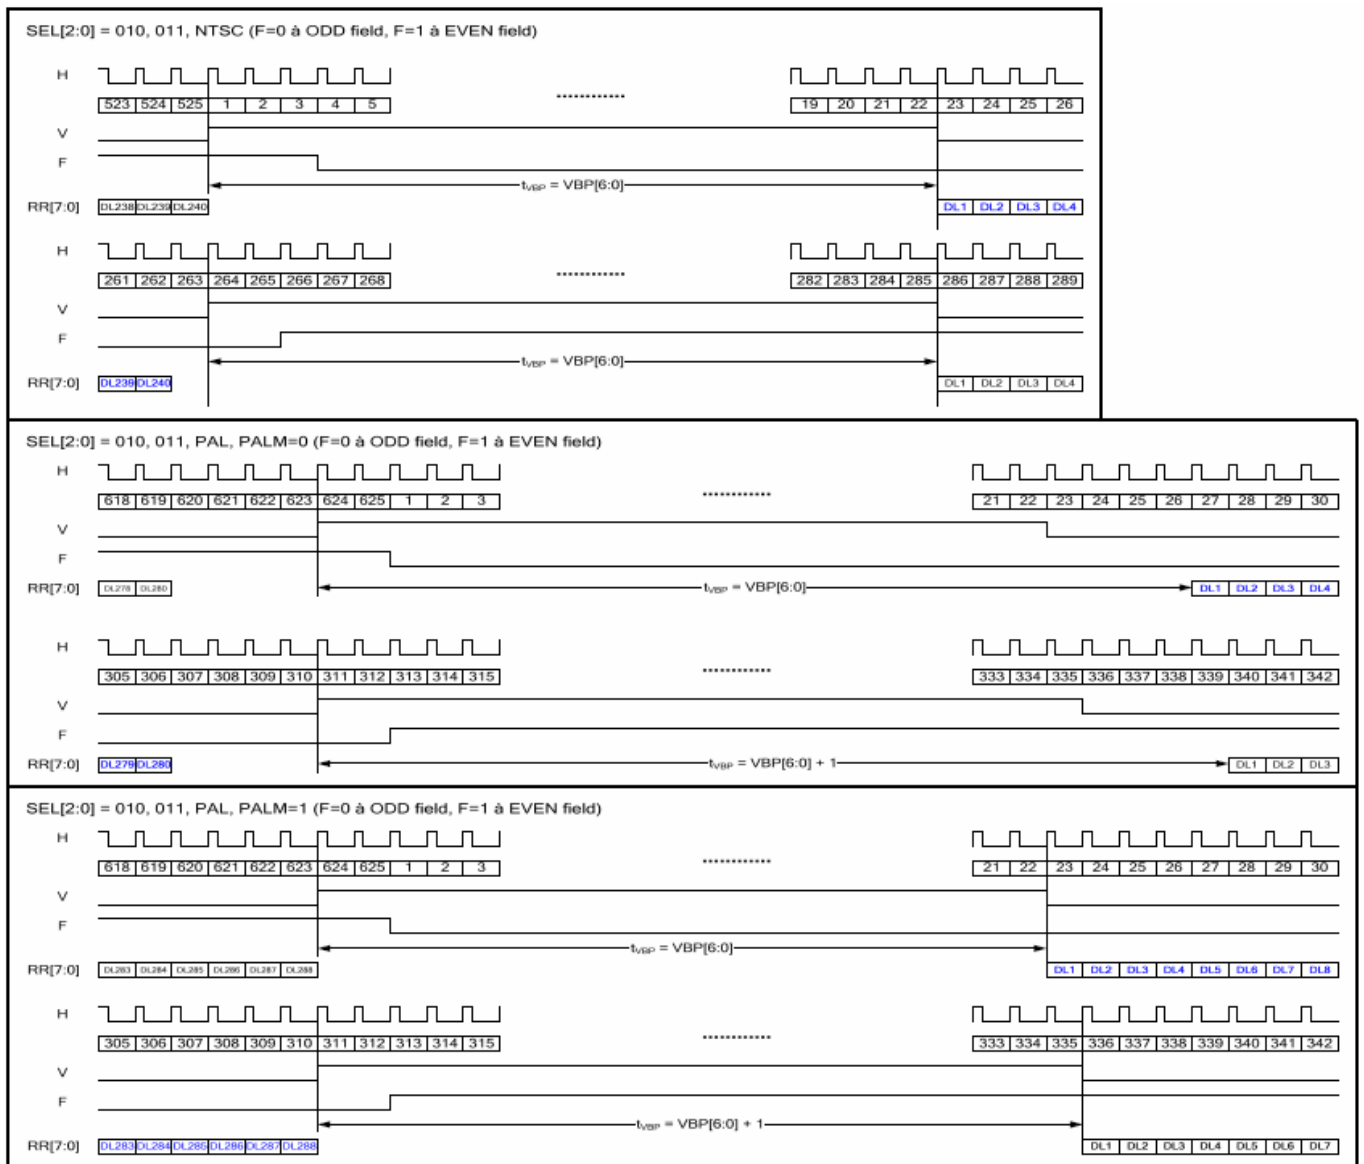 SEL[2:0] = 010, 011, NTSC (F=0 à ODD field, F=1 à EVEN field)
H
523 524 525 1 2 3 4 5 ............ 19 20 21 22 23 24 25 26
V
F
tVBP = VBP[6:0]
RR[7:0] DL238 DL239 DL240 DL1 DL2 DL3 DL4
H
261 262 263 264 265 266 267 268 ............ 282 283 284 285 286 287 288 289
V
F
tVBP = VBP[6:0]
RR[7:0] DL239 DL240 DL1 DL2 DL3 DL4
SEL[2:0] = 010, 011, PAL, PALM=0 (F=0 à ODD field, F=1 à EVEN field)
H
618 619 620 621 622 623 624 625 1 2 3 ............ 21 22 23 24 25 26 27 28 29 30
V
F
RR[7:0] DL279 DL280 tVBP = VBP[6:0] DL1 DL2 DL3 DL4
H
305 306 307 308 309 310 311 312 313 314 315 ............ 333 334 335 336 337 338 339 340 341 342
V
F
RR[7:0] DL279 DL280 tVBP = VBP[6:0] + 1 DL1 DL2 DL3
SEL[2:0] = 010, 011, PAL, PALM=1 (F=0 à ODD field, F=1 à EVEN field)
H
618 619 620 621 622 623 624 625 1 2 3 ............ 21 22 23 24 25 26 27 28 29 30
V
F
tVBP = VBP[6:0]
RR[7:0] DL283 DL284 DL285 DL286 DL287 DL288 DL1 DL2 DL3 DL4 DL5 DL6 DL7 DL8
H
305 306 307 308 309 310 311 312 313 314 315 ............ 333 334 335 336 337 338 339 340 341 342
V
F
tVBP = VBP[6:0] + 1
RR[7:0] DL283 DL284 DL285 DL286 DL287 DL288 DL1 DL2 DL3 DL4 DL5 DL6 DL7